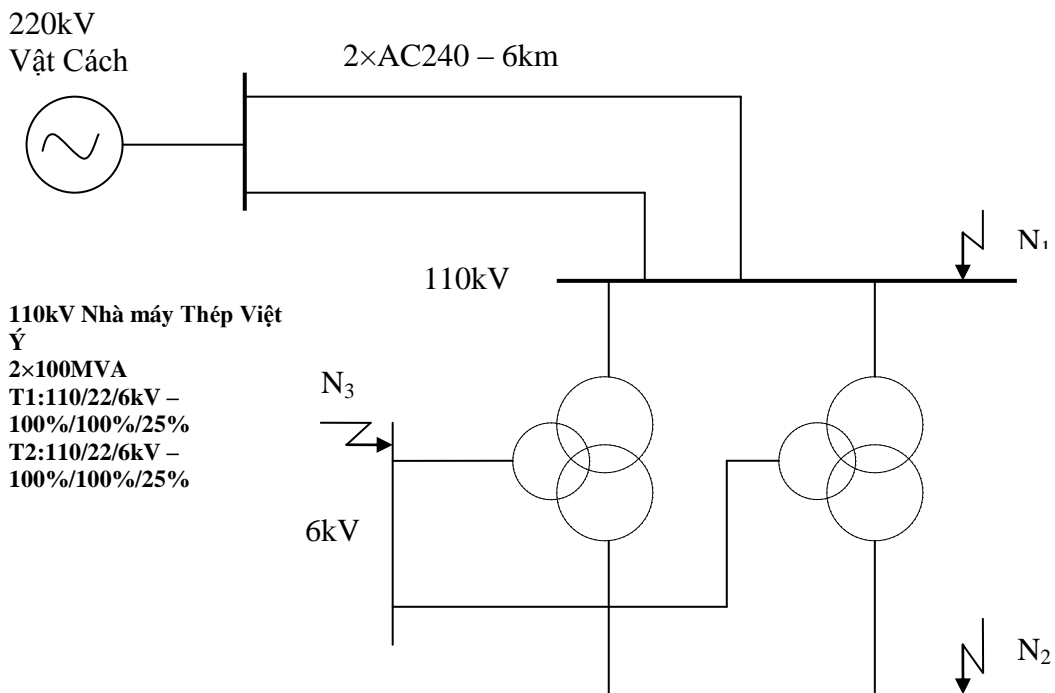 220kV
Vật Cách
2×AC240 – 6km
N₁
110kV
110kV Nhà máy Thép Việt
Ý
2×100MVA
T1:110/22/6kV –
100%/100%/25%
T2:110/22/6kV –
100%/100%/25%
N₃
6kV
N₂